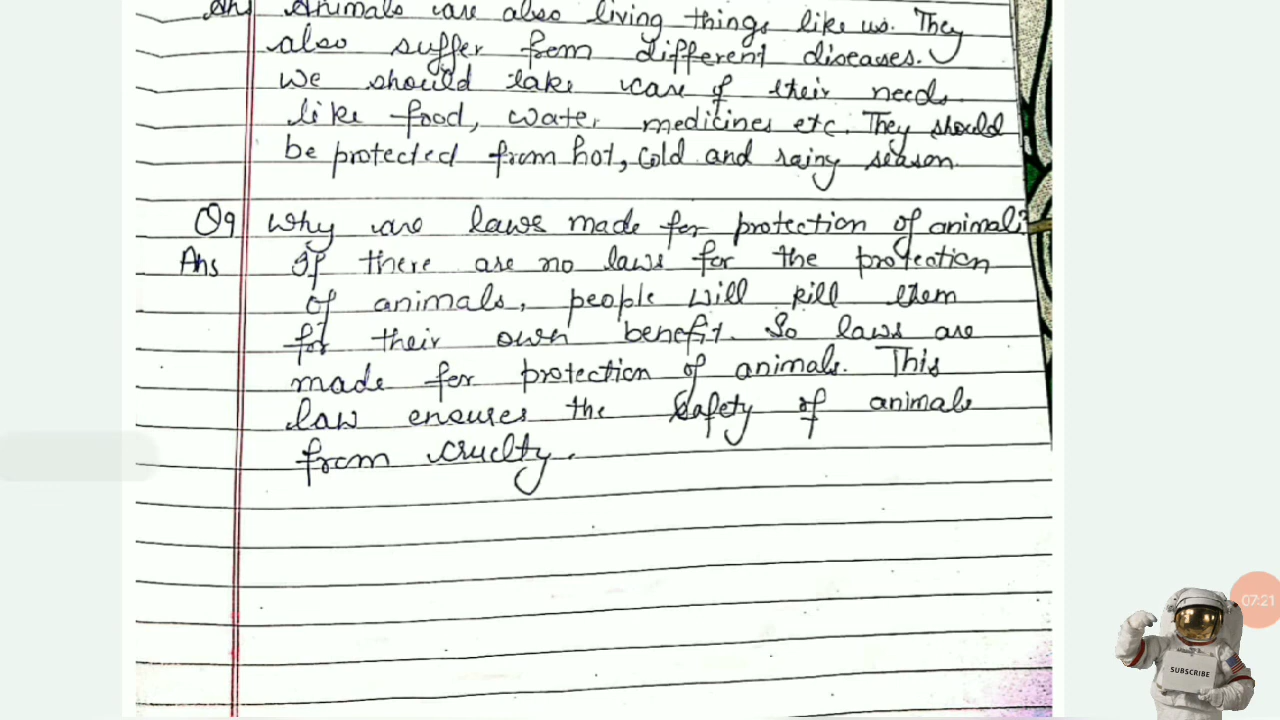 Ans Animals are also living things like us. They
also suffer from different diseases.
We should take care of their needs
like food, water, medicines etc. They should
be protected from hot, cold and rainy season.
Q9 Why are laws made for protection of animal?
Ans If there are no laws for the protection
of animals, people will kill them
for their own benefit. So laws are
made for protection of animals. This
law ensures the safety of animals
from cruelty.
07:21
SUBSCRIBE